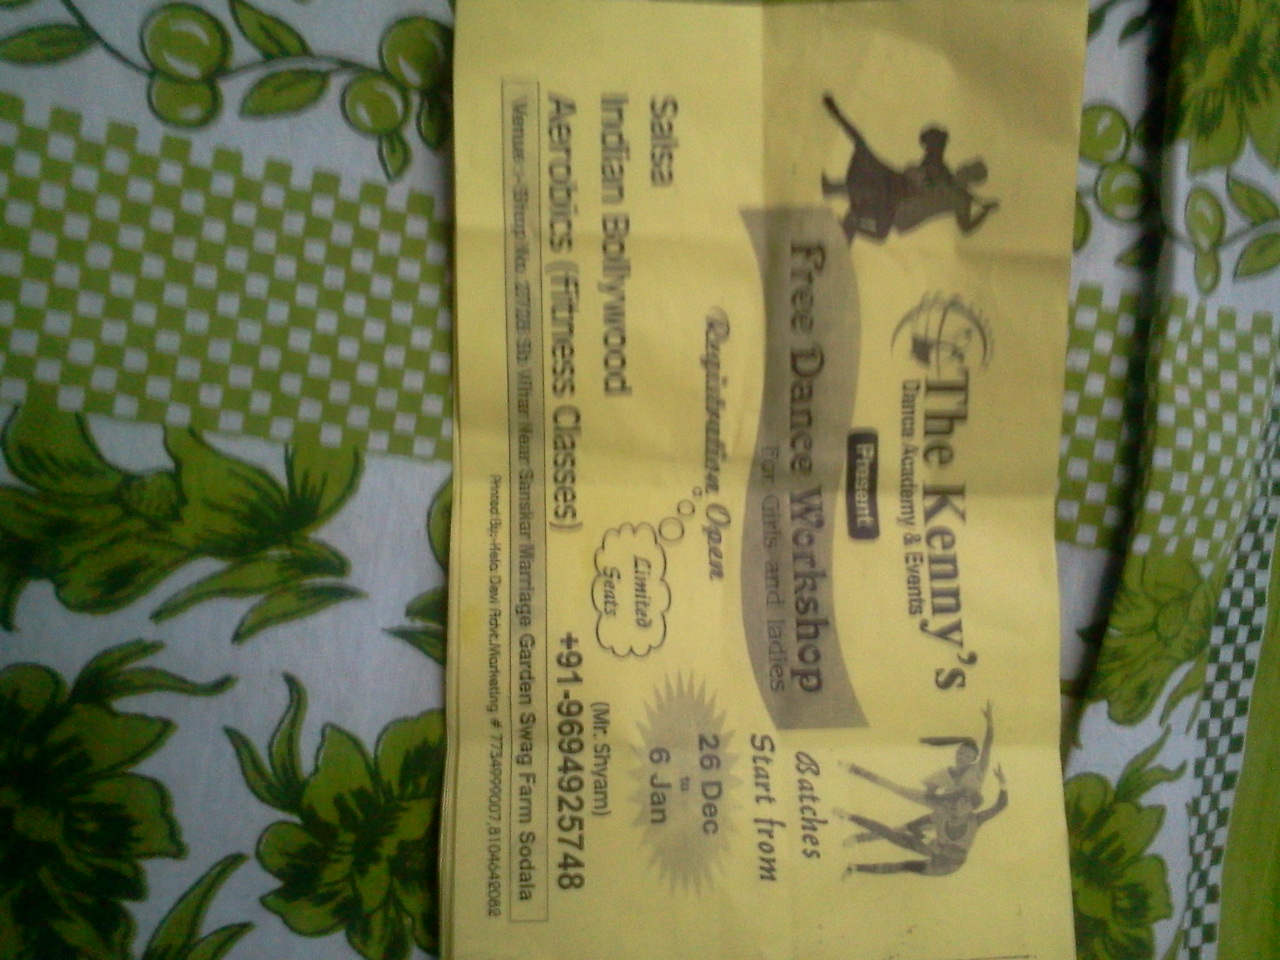 The Kenny's
Dance Academy & Events
Present
Free Dance Workshop
For Girls and ladies
Registration Open
Limited
Seats
Batches
Start from
26 Dec
to
6 Jan
Salsa
Indian Bollywood
Aerobics (Fitness Classes)
(Mr. Shyam)
+91-9694925748
Venue :- Shop No. 27/28 Vihar Near Sanskar Marriage Garden Swag Farm Sodala
Printed By:- Devi Advt.Marketing # 7734999007,8104642082